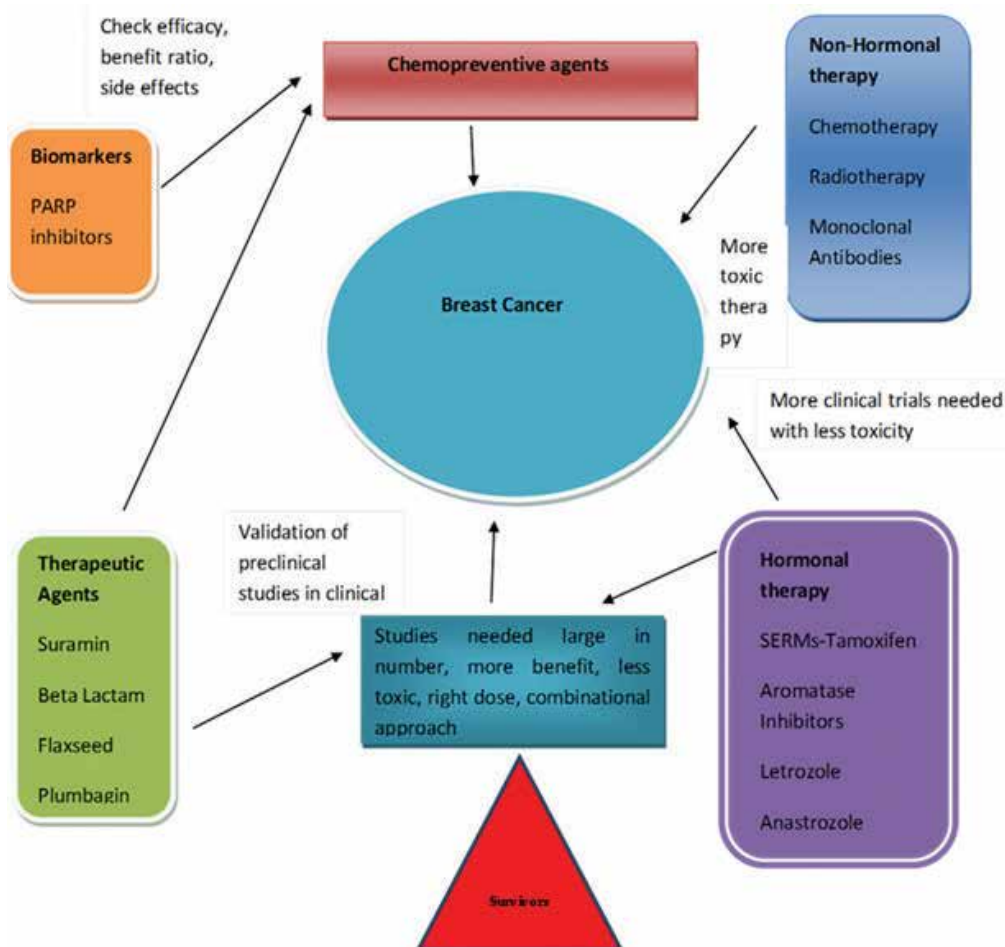 Check efficacy,
benefit ratio,
side effects
Chemopreventive agents
Non-Hormonal
therapy
Chemotherapy
Radiotherapy
Monoclonal
Antibodies
Biomarkers
PARP
inhibitors
Breast Cancer
More
toxic
thera
py
More clinical trials needed
with less toxicity
Therapeutic
Agents
Suramin
Beta Lactam
Flaxseed
Plumbagin
Validation of
preclinical
studies in clinical
Studies needed large in
number, more benefit, less
toxic, right dose, combinational
approach
Hormonal
therapy
SERMs-Tamoxifen
Aromatase
Inhibitors
Letrozole
Anastrozole
Survivors